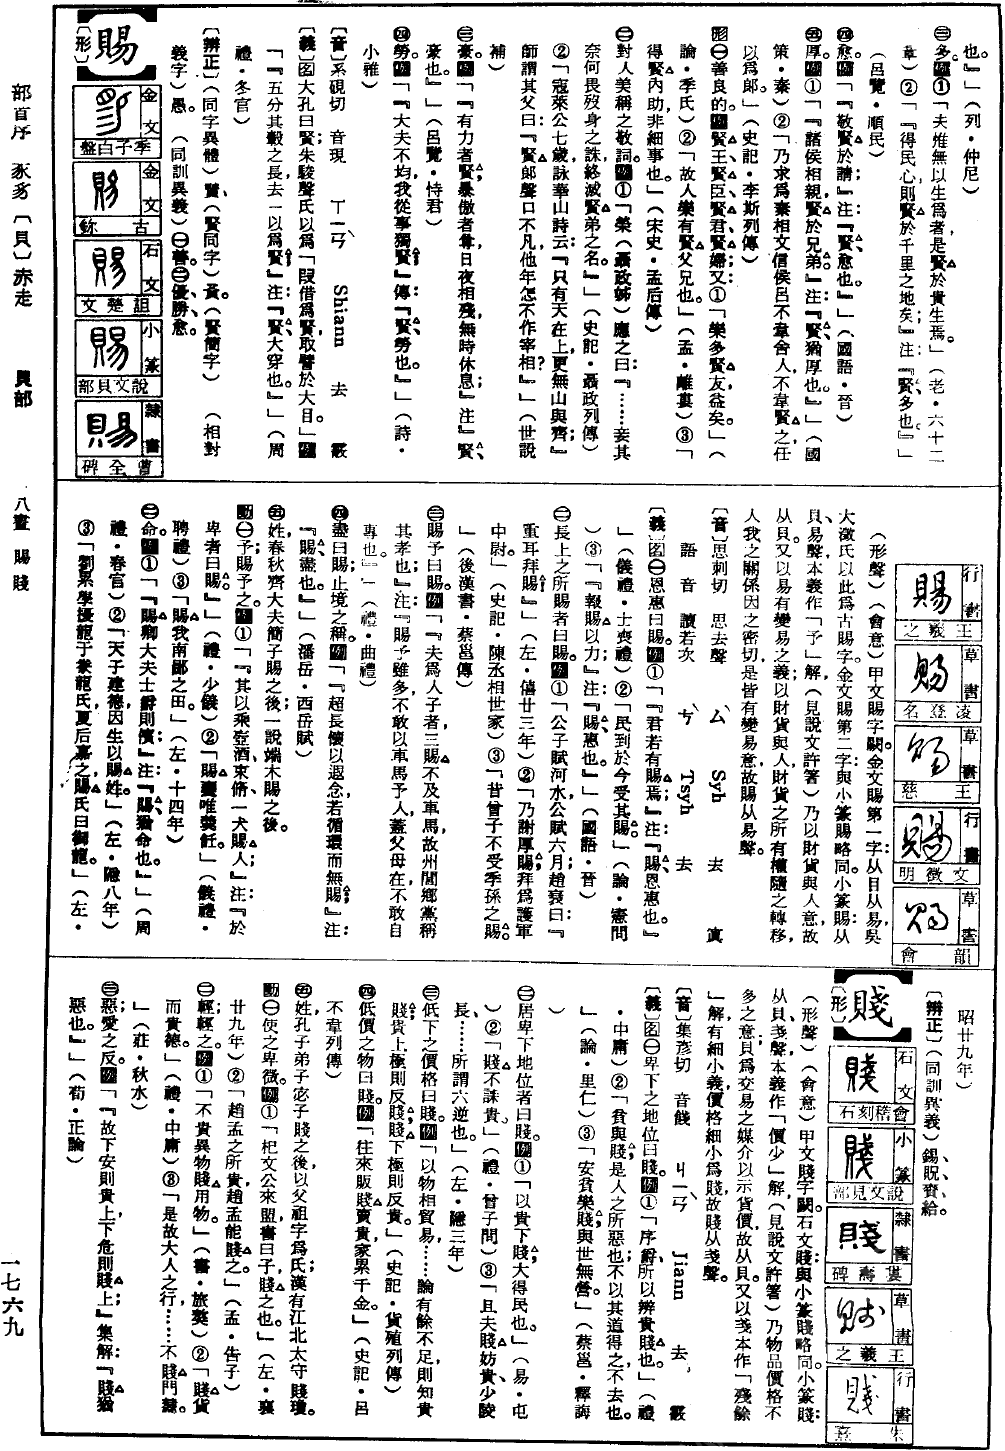 也。』」(列・仲尼)
㊂多。例①「夫唯無以生爲者是賢於貴生焉。」(老・六十二
章)②「『得民心則賢於千里之地矣』注:『賢、多也。』」
(呂覽・順民)
㊃愈。例「『敬賢於請』注:『賢、愈也。』」(國語・晉)
㊄厚。例①「『諸侯相親賢於兄弟。』注:『賢猶厚也。』」(國
策・秦)②「乃求爲秦相文信侯呂不韋舍人,不韋賢之任
以爲郞」(史記・李斯列傳)
形㊀善良的。例賢王、賢臣、賢君、賢婦。又:①「樂多賢友益矣。」(
論・季氏)②「故人樂有賢父兄也。」(孟・離婁)③「
得賢內助,非細事也。」(宋史・孟后傳)
㊁對人美稱之敬詞。例①「榮(聶政姊)應之曰:『……妾其
奈何畏歿身之誅,終滅賢弟之名。』」(史記・聶政列傳)
②「寇萊公七歲詠華山詩云:『只有天在上,更無山與齊;』
師謂其父曰:『賢郞聲口不凡,他年怎不作宰相?』」(世說
補)
㊂豪。例「『有力者賢,暴傲者奪,日夜相殘,無時休息;』注『賢、
豪也。』」(呂覽・恃君)
㊃勞。例「『大夫不均,我從事獨賢』傳:『賢、勞也。』」(詩・
小雅)
〔音〕系硯切 音現 ㄒㄧㄢ Shiann 去 霰
〔義〕名大孔曰賢,朱駿聲氏以爲「叚借爲賢,取譬於大目。」例
「『五分其轂之長,去一以爲賢』注:『賢、大穿也。』」(周
禮・冬官)
〔辨正〕(同字異體)贒、(賢同字)(賢簡字) (相對
義字)愚。(同訓異義)㊀善。㊁優、勝、愈。
賜〔形〕
金文 季子白盤
金文 古鉥
石文 詛楚文
小篆 說文貝部
隸書 曹全碑
行書 王羲之
草書 凌登名
草書 王慈
行書 文徵明
草書 韻會
(形聲)(會意)甲文賜字闕。金文賜第一字:从目从易,吳
大澂氏以此爲古賜字。金文賜第二字:與小篆賜略同。小篆賜:从
貝、易聲,本義作「予」解(見說文許箸)乃以財貨與人意,故
从貝。又以易有變易之義,以財貨與人,財貨之所有權隨之轉移,
人我之關係因之密切,是皆有變易意,故賜从易聲。
〔音〕思刺切 思去聲 ㄙ Syh 去 寘
語音 讀若次 ㄘ Tsyh 去
〔義〕名㊀恩惠曰賜。例①「『君若有賜焉;』注:『賜、恩惠也。』
」(儀禮・士喪禮)②「民到於今受其賜。」(論・憲問
)③「『報賜以力』注:『賜、惠也。』」(國語・晉)
㊁長上之所賜者曰賜。例①「公子賦河水,公賦六月,趙衰曰:『
重耳拜賜』」(左・僖廿三年)②「乃謝厚賜,拜爲護軍
中尉。」(史記・陳丞相世家)③「昔曾子不受季孫之賜。
」(後漢書・蔡邕傳)
㊂賜予曰賜。例「『夫爲人子者,三賜不及車馬,故州閭鄉黨稱
其孝也』注『賜予雖多,不敢以車馬予人,蓋父母在,不敢自
專也。』」(禮・曲禮)
㊃盡曰賜;止境之稱。例「『超長懷以遐念,若循環而無賜;』注:
『賜、盡也。』」(潘岳・西岳賦)
㊄姓,春秋齊大夫簡子賜之後;一說端木賜之後。
動㊀予賜;予之。例①「『其以乘壺酒、束脩、一犬賜人;』注:『於
卑者曰賜。』」(禮・少儀)②「賜饔唯羹飪。」(儀禮・
聘禮)③「賜我南鄙之田」(左・十四年)
㊁命。例①「『賜卿大夫士爵則儐』注:『賜猶命也。』」(周
禮・春官)②「天子建德,因生以賜姓。」(左・隱八年)
③「劉累學擾龍于豢龍氏,夏后嘉之賜氏曰御龍。」(左・
昭廿九年)
〔辨正〕(同訓異義)錫、貺、賚、給。
賤〔形〕
石文 會稽刻石
小篆 說文貝部
隸書 裴壽碑
草書 王羲之
行書 朱熹
(形聲)(會意)甲文賤字闕。石文賤:與小篆賤略同。小篆賤:
从貝、戔聲,本義作「價少」解,(見說文許箸)乃物品價格不
多之意。貝爲交易之媒介,以示貨價,故从貝。又以戔本作「殘餘
」解,有細小義,價格細小爲賤,故賤从戔聲。
〔音〕集彥切 音餞 ㄐㄧㄢ Jiann 去 霰
〔義〕名㊀卑下之地位曰賤。例①「序爵,所以辨貴賤也。」(禮
・中庸)②「貧與賤,是人之所惡也,不以其道得之,不去也。
」(論・里仁)③「安貧樂賤,與世無營。」(蔡邕・釋誨
)
㊁居卑下地位者曰賤。例①「以貴下賤,大得民也。」(易・屯
)②「賤不誄貴。」(禮・曾子問)③「且夫賤妨貴,少陵
長,……所謂六逆也。」(左・隱三年)
㊂低下之價格曰賤。例「以物相貿易,……論有餘不足,則知貴
賤,貴上極則反賤,賤下極則反貴。」(史記・貨殖列傳)
㊃低價之物曰賤。例「往來販賤賣貴,家累千金。」(史記・呂
不韋列傳)
㊄姓,孔子弟子宓子賤之後,以父祖字爲氏,漢有江北太守賤瓊。
動㊀使之卑微。例①「杞文公來盟,書曰子,賤之也。」(左・襄
廿九年)②「趙孟之所貴,趙孟能賤之。」(孟・告子)
㊁輕;輕之。例①「不貴異物,賤用物。」(書・旅獒)②「賤貨
而貴德。」(禮・中庸)③「是故大人之行,……不賤門隸。
」(莊・秋水)
㊂惡;愛之反。例「『故下安則貴上,下危則賤上;』集解:『賤猶
惡也。』」(荀・正論)
部首序 豕豸〔貝〕赤走 貝部 八畫 賜 賤 一七六九